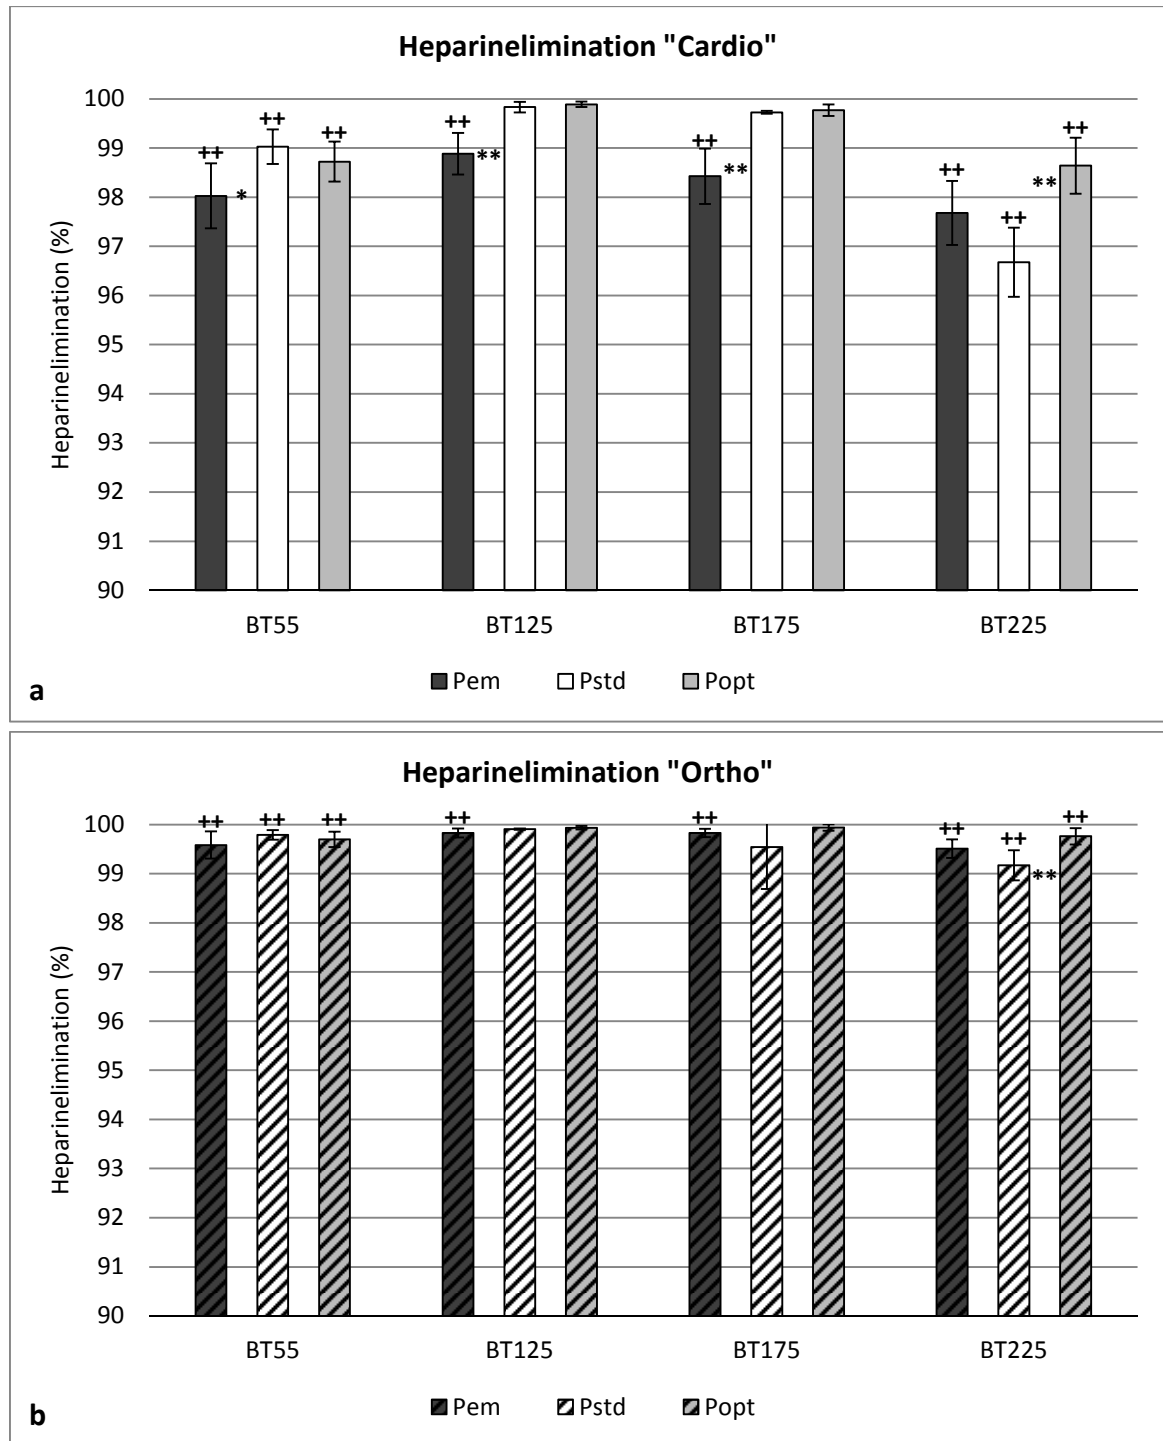 Heparinelimination "Cardio"
Heparinelimination (%)
100
99
98
97
96
95
94
93
92
91
90
++ ++ ++ ++ ++ ++ ++ ++
* ** ** **
BT55 BT125 BT175 BT225
Pem Pstd Popt
a
Heparinelimination "Ortho"
Heparinelimination (%)
100
99
98
97
96
95
94
93
92
91
90
++ ++ ++ ++ ++ ++ ++ ++
**
BT55 BT125 BT175 BT225
Pem Pstd Popt
b